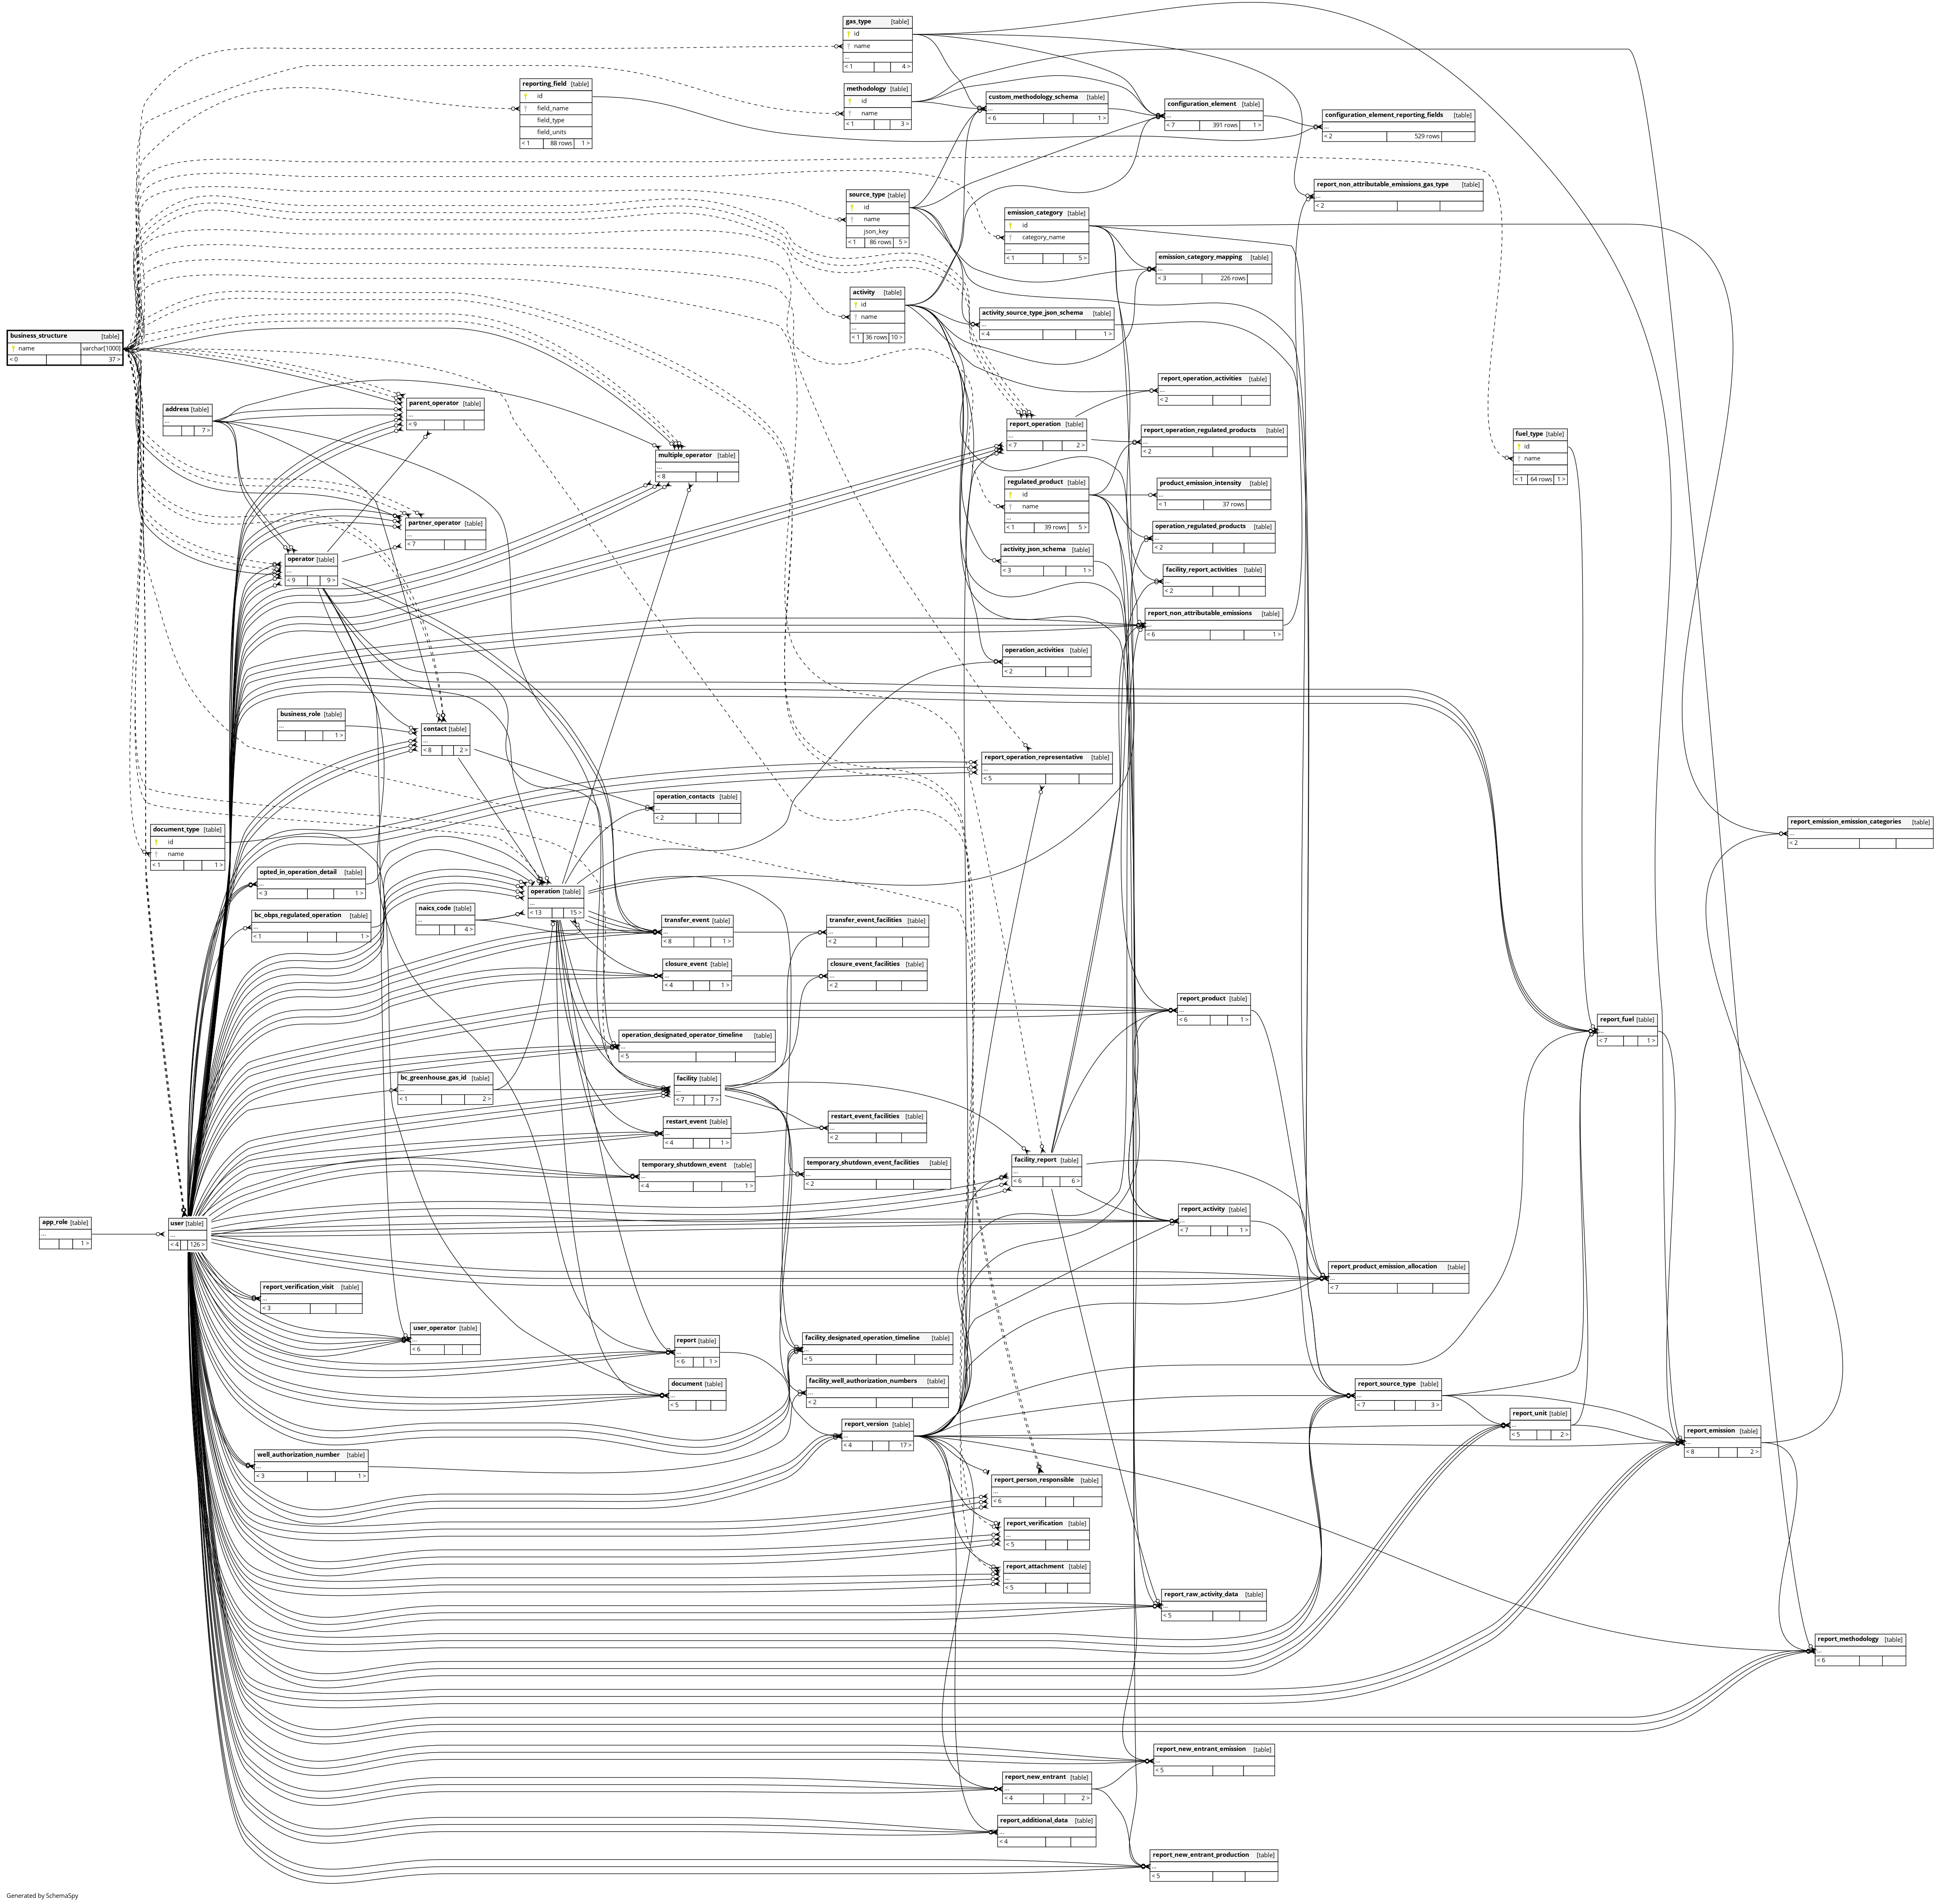 gas_type [table]
id
name
...
< 1 4 >
reporting_field [table]
id
field_name
field_type
field_units
< 1 88 rows 1 >
methodology [table]
id
name
< 1 3 >
custom_methodology_schema [table]
...
< 6 1 >
configuration_element [table]
...
< 7 391 rows 1 >
configuration_element_reporting_fields [table]
...
< 2 529 rows
report_non_attributable_emissions_gas_type [table]
...
< 2
source_type [table]
id
name
json_key
< 1 86 rows 5 >
emission_category [table]
id
category_name
...
< 1 5 >
emission_category_mapping [table]
...
< 3 226 rows
activity [table]
id
name
...
< 1 36 rows 10 >
activity_source_type_json_schema [table]
...
< 4 1 >
business_structure [table]
name varchar[1000]
< 0 37 >
address [table]
...
7 >
parent_operator [table]
...
< 9
report_operation_activities [table]
...
< 2
report_operation [table]
...
< 7 2 >
report_operation_regulated_products [table]
...
< 2
fuel_type [table]
id
name
...
< 1 64 rows 1 >
multiple_operator [table]
...
< 8
regulated_product [table]
id
name
...
< 1 39 rows 5 >
product_emission_intensity [table]
...
< 1 37 rows
partner_operator [table]
...
< 7
operation_regulated_products [table]
...
< 2
operator [table]
...
< 9 9 >
activity_json_schema [table]
...
< 3 1 >
facility_report_activities [table]
...
< 2
report_non_attributable_emissions [table]
...
< 6 1 >
operation_activities [table]
...
< 2
business_role [table]
...
1 >
contact [table]
...
< 8 2 >
report_operation_representative [table]
...
< 5
operation_contacts [table]
...
< 2
document_type [table]
id
name
< 1 1 >
report_emission_emission_categories [table]
...
< 2
opted_in_operation_detail [table]
...
< 3 1 >
operation [table]
...
< 13 15 >
naics_code [table]
...
4 >
bc_obps_regulated_operation [table]
...
< 1 1 >
transfer_event [table]
...
< 8 1 >
transfer_event_facilities [table]
...
< 2
closure_event [table]
...
< 4 1 >
closure_event_facilities [table]
...
< 2
report_product [table]
...
< 6 1 >
report_fuel [table]
...
< 7 1 >
operation_designated_operator_timeline [table]
...
< 5
bc_greenhouse_gas_id [table]
...
< 1 2 >
facility [table]
...
< 7 7 >
restart_event [table]
...
< 4 1 >
restart_event_facilities [table]
...
< 2
temporary_shutdown_event [table]
...
< 4 1 >
temporary_shutdown_event_facilities [table]
...
< 2
facility_report [table]
...
< 6 6 >
report_activity [table]
...
< 7 1 >
app_role [table]
...
1 >
user [table]
...
< 4 126 >
report_product_emission_allocation [table]
...
< 7
report_verification_visit [table]
...
< 3
user_operator [table]
...
< 6
report [table]
...
< 6 1 >
facility_designated_operation_timeline [table]
...
< 5
document [table]
...
< 5
facility_well_authorization_numbers [table]
...
< 2
report_source_type [table]
...
< 7 3 >
report_unit [table]
...
< 5 2 >
report_version [table]
...
< 4 17 >
report_emission [table]
...
< 8 2 >
well_authorization_number [table]
...
< 3 1 >
report_person_responsible [table]
...
< 6
report_verification [table]
...
< 5
report_attachment [table]
...
< 5
report_raw_activity_data [table]
...
< 5
report_methodology [table]
...
< 6
report_new_entrant_emission [table]
...
< 5
report_new_entrant [table]
...
< 4 2 >
report_additional_data [table]
...
< 4
report_new_entrant_production [table]
...
< 5
Generated by SchemaSpy